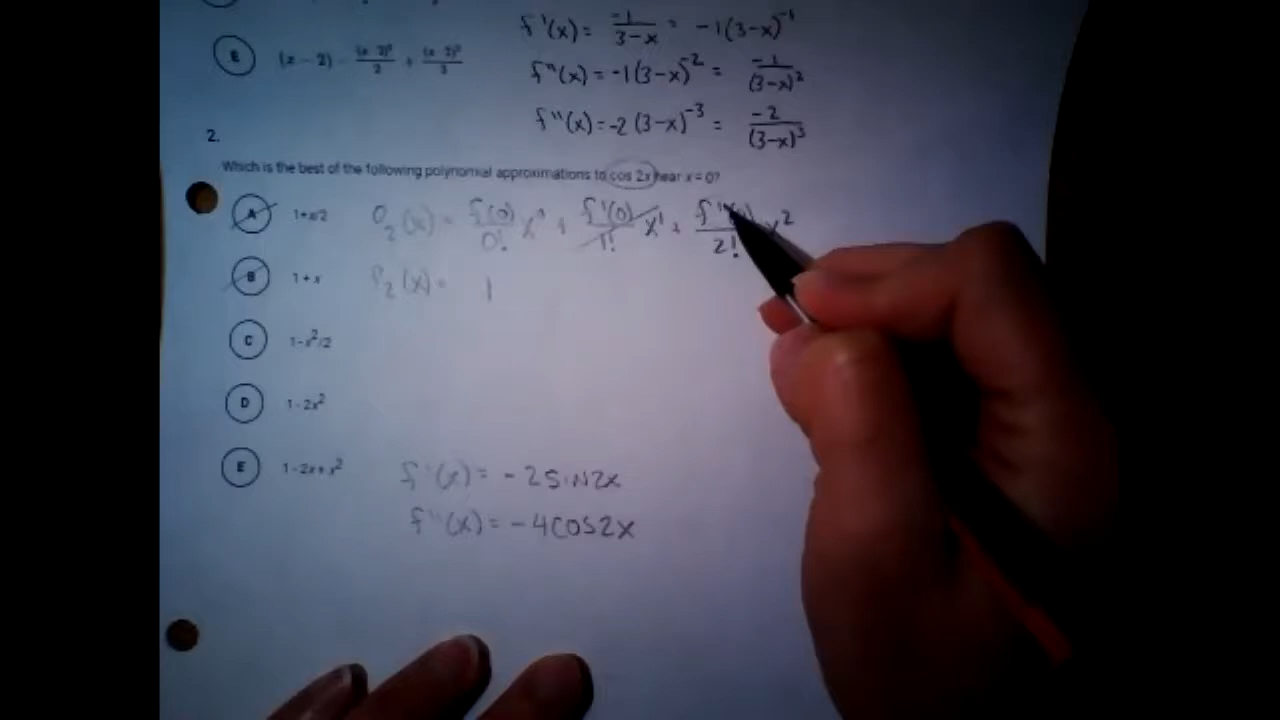 f'(x) = -1/(3-x) = -1(3-x)^-1
E (x - 2) - (x - 2)²/2 + (x - 2)³/3
f''(x) = -1(3-x)^-2 = -1/(3-x)²
f'''(x) = -2(3-x)^-3 = -2/(3-x)³
2.
Which is the best of the following polynomial approximations to cos 2x near x = 0?
A 1+x/2
P₂(x) = f(0)/0! x⁰ + f'(0)/1! x¹ + f''(0)/2! x²
B 1 + x
P₂(x) = 1
C 1-x²/2
D 1-2x²
E 1-2x+x²
f'(x) = -2SIN2x
f''(x) = -4COS2x